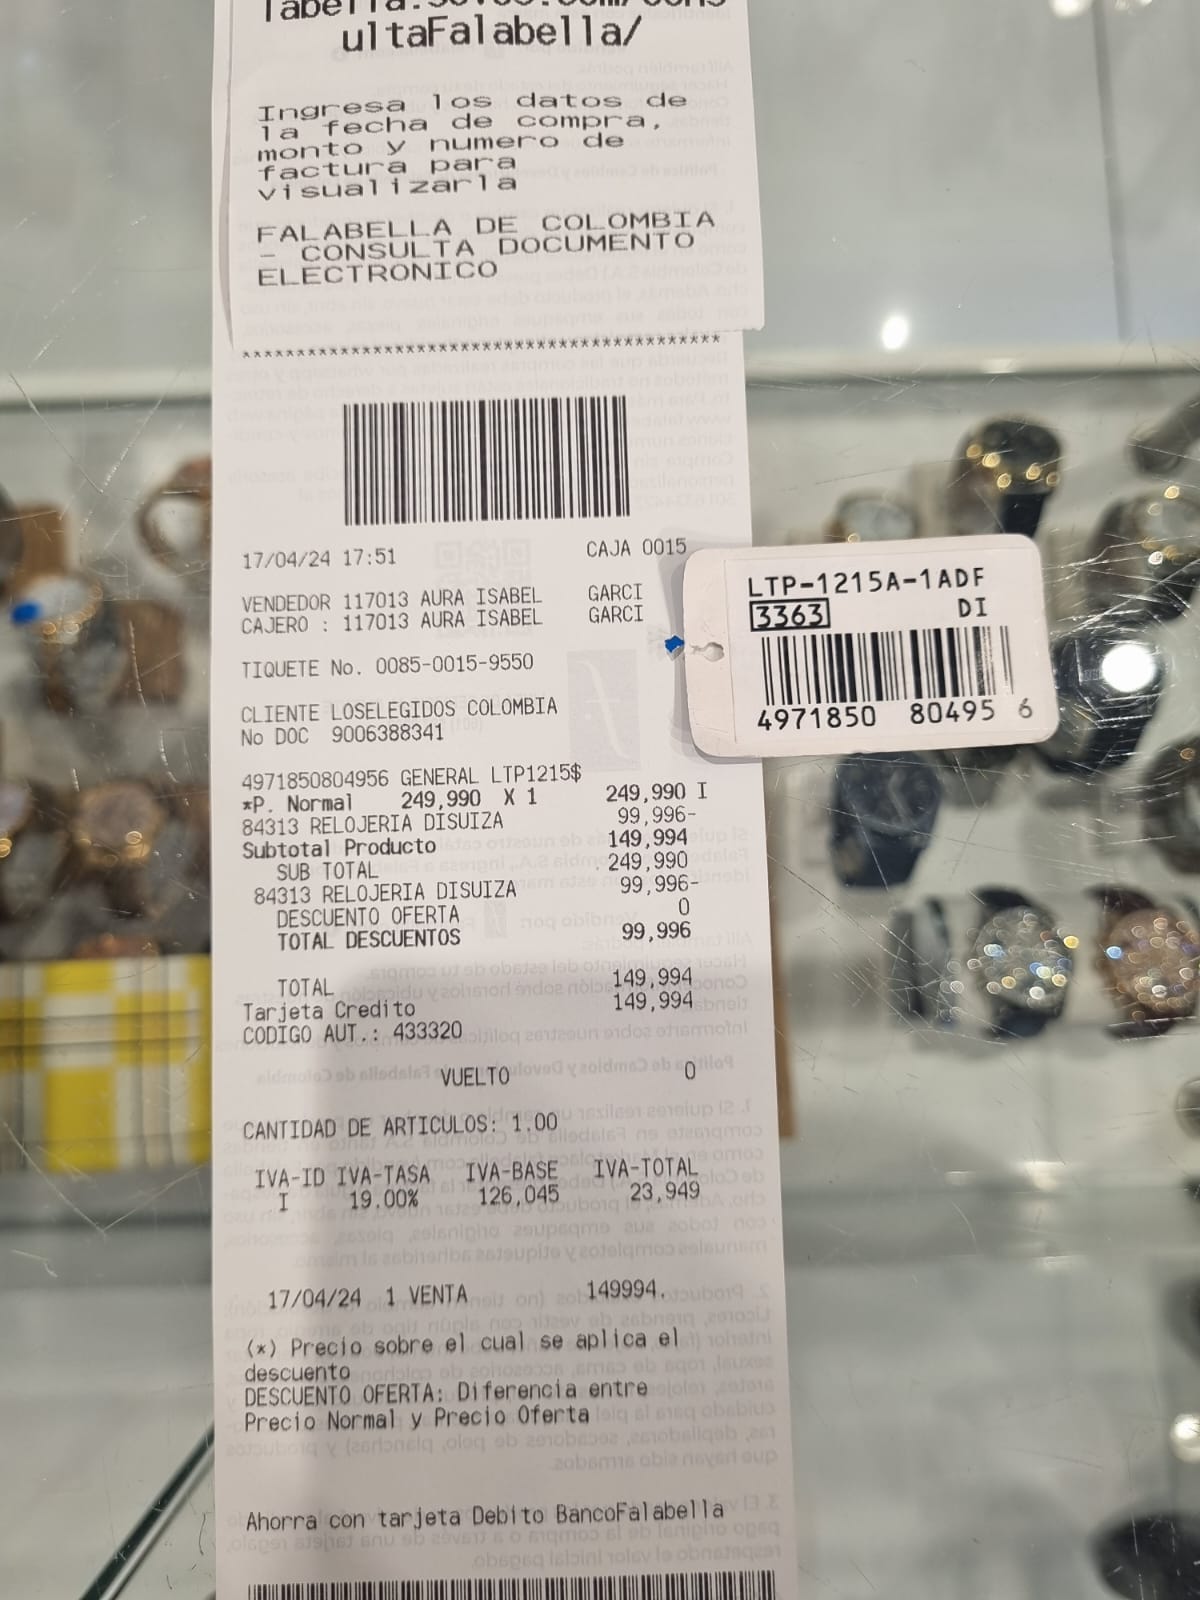 ultaFalabella/
Ingresa los datos de
la fecha de compra,
monto y numero de
factura para
visualizarla
FALABELLA DE COLOMBIA
- CONSULTA DOCUMENTO
ELECTRONICO
******************************************
17/04/24 17:51 CAJA 0015
VENDEDOR 117013 AURA ISABEL GARCI
CAJERO : 117013 AURA ISABEL GARCI
TIQUETE No. 0085-0015-9550
CLIENTE LOSELEGIDOS COLOMBIA
No DOC 9006388341
4971850804956 GENERAL LTP1215$
*P. Normal 249,990 X 1 249,990 I
84313 RELOJERIA DISUIZA 99,996-
Subtotal Producto 149,994
SUB TOTAL 249,990
84313 RELOJERIA DISUIZA 99,996-
DESCUENTO OFERTA 0
TOTAL DESCUENTOS 99,996
TOTAL 149,994
Tarjeta Credito 149,994
CODIGO AUT.: 433320
VUELTO 0
CANTIDAD DE ARTICULOS: 1.00
IVA-ID IVA-TASA IVA-BASE IVA-TOTAL
I 19.00% 126,045 23,949
17/04/24 1 VENTA 149994.
(*) Precio sobre el cual se aplica el
descuento
DESCUENTO OFERTA: Diferencia entre
Precio Normal y Precio Oferta
Ahorra con tarjeta Debito BancoFalabella
LTP-1215A-1ADF
3363 DI
4971850 80495 6